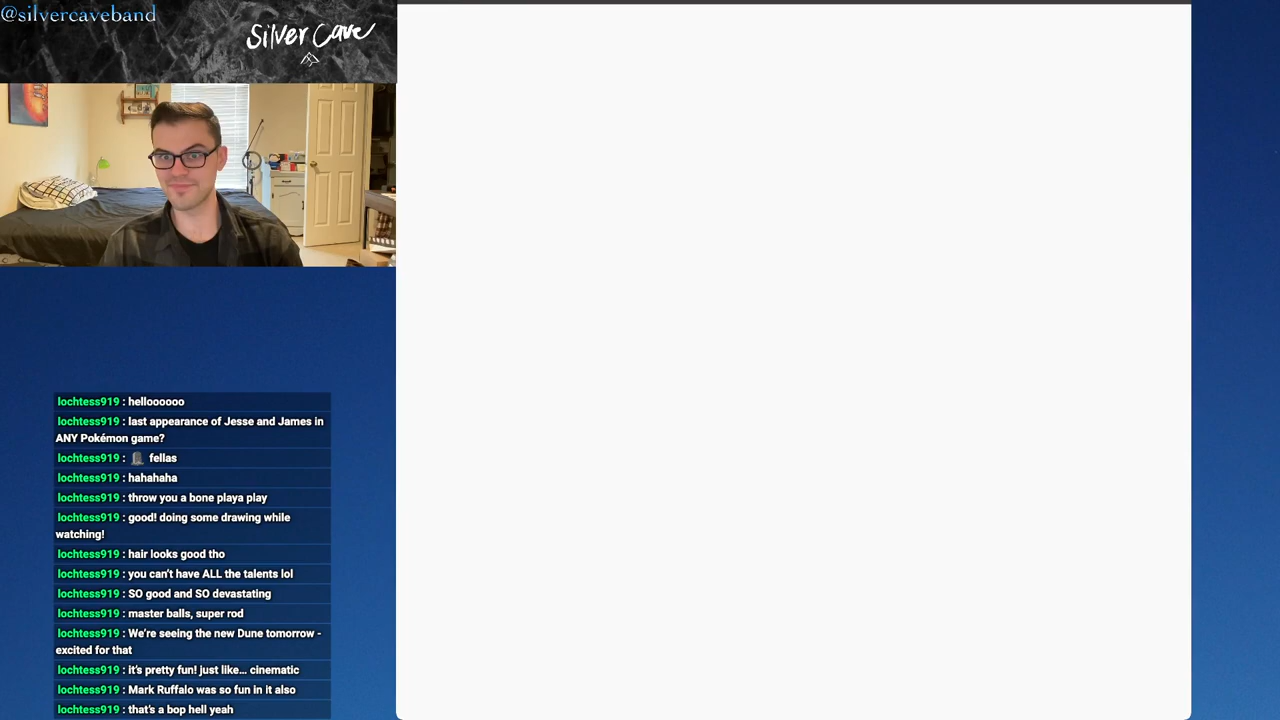 @silvercaveband
Silver Cave
lochtess919 : helloooooo
lochtess919 : last appearance of Jesse and James in
ANY Pokémon game?
lochtess919 : 🪦 fellas
lochtess919 : hahahaha
lochtess919 : throw you a bone playa play
lochtess919 : good! doing some drawing while
watching!
lochtess919 : hair looks good tho
lochtess919 : you can't have ALL the talents lol
lochtess919 : SO good and SO devastating
lochtess919 : master balls, super rod
lochtess919 : We're seeing the new Dune tomorrow -
excited for that
lochtess919 : it's pretty fun! just like... cinematic
lochtess919 : Mark Ruffalo was so fun in it also
lochtess919 : that's a bop hell yeah